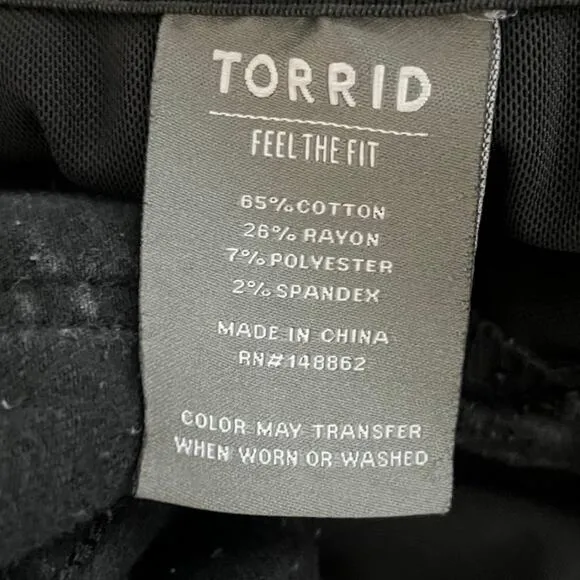 TORRID
FEEL THE FIT
65% COTTON
26% RAYON
7% POLYESTER
2% SPANDEX
MADE IN CHINA
RN#148862
COLOR MAY TRANSFER
WHEN WORN OR WASHED